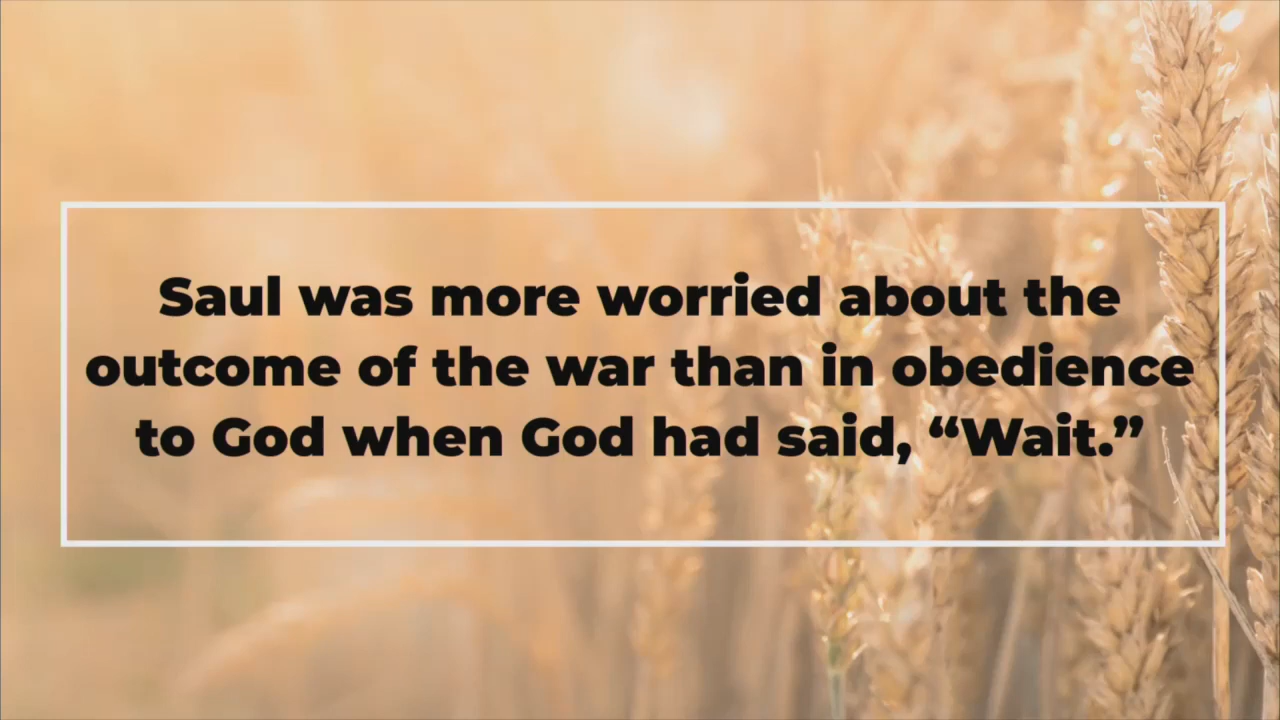 Saul was more worried about the
outcome of the war than in obedience
to God when God had said, “Wait.”